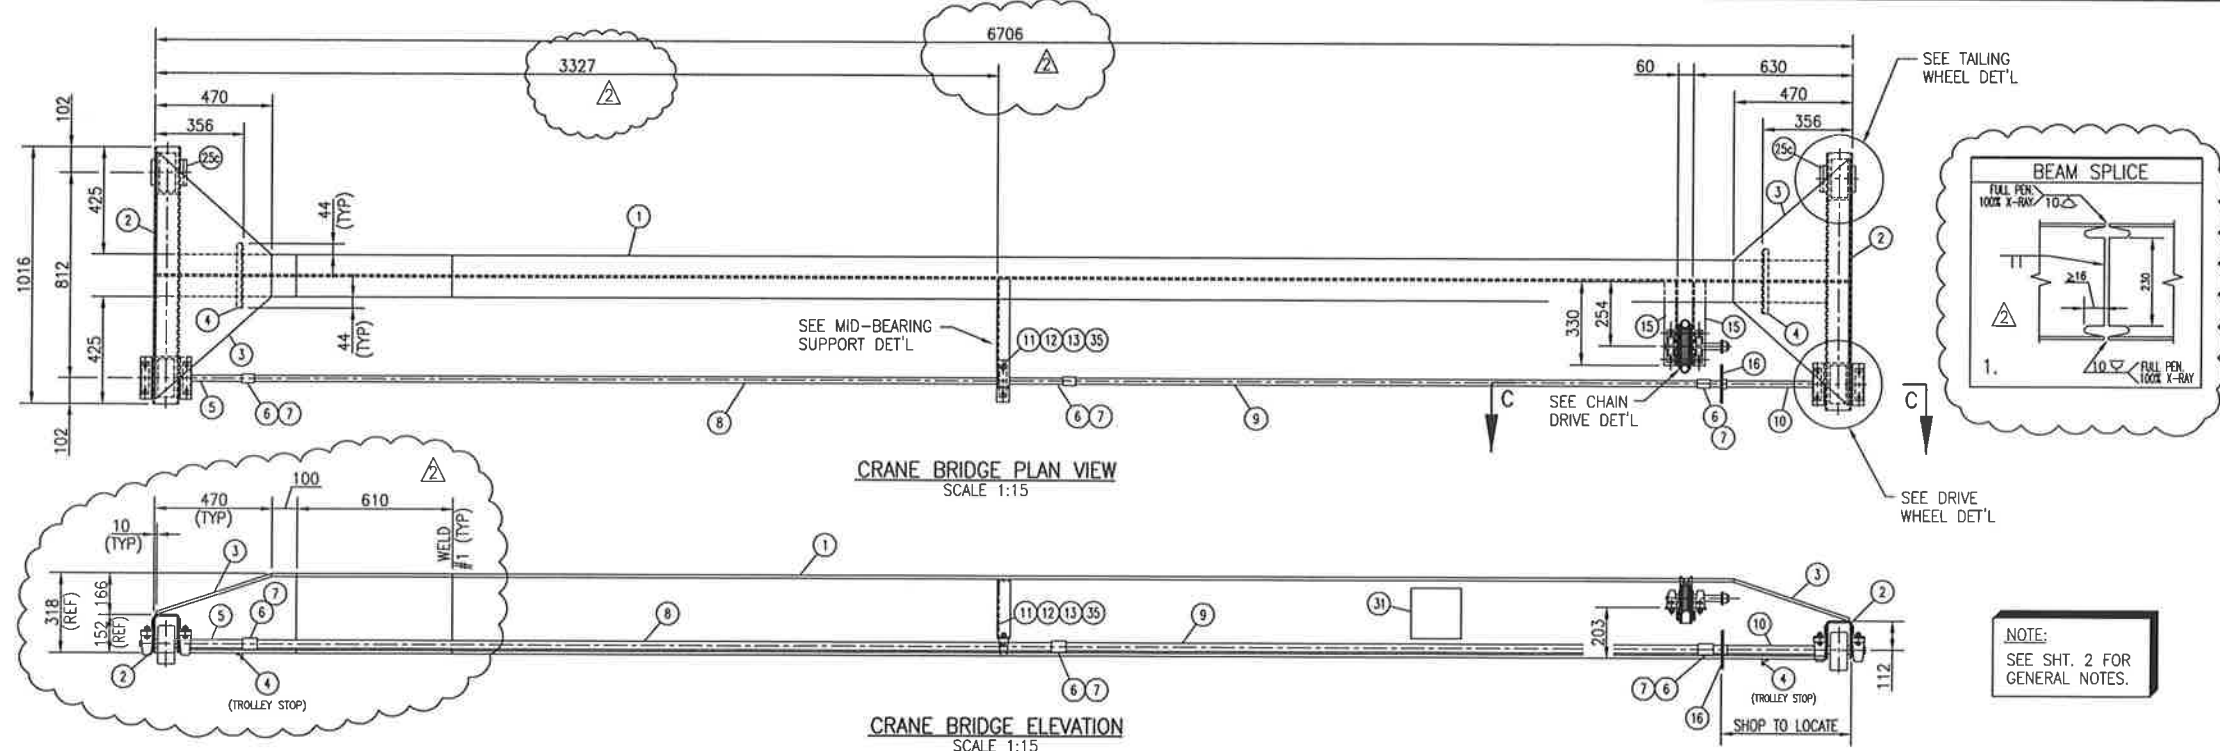 6706
3327
2
2
60
630
SEE TAILING
WHEEL DET'L
470
470
356
356
102
1016
812
425
425
102
25c
25c
2
44
(TYP)
1
3
2
BEAM SPLICE
FULL PEN.
100% X-RAY
10
≥16
230
2
1.
10
FULL PEN.
100% X-RAY
4
3
44
(TYP)
SEE MID-BEARING
SUPPORT DET'L
11 12 13 35
330
254
15
15
16
4
5
6 7
8
6 7
9
SEE CHAIN
DRIVE DET'L
C
6
7
10
C
CRANE BRIDGE PLAN VIEW
SCALE 1:15
SEE DRIVE
WHEEL DET'L
2
100
470
(TYP)
610
10
(TYP)
WELD
#1 (TYP)
3
1
3
2
318
(REF)
166
152
(REF)
5
6
7
8
11 12 13 35
9
31
203
10
112
2
4
(TROLLEY STOP)
6 7
7 6
4
(TROLLEY STOP)
16
SHOP TO LOCATE
CRANE BRIDGE ELEVATION
SCALE 1:15
NOTE:
SEE SHT. 2 FOR
GENERAL NOTES.